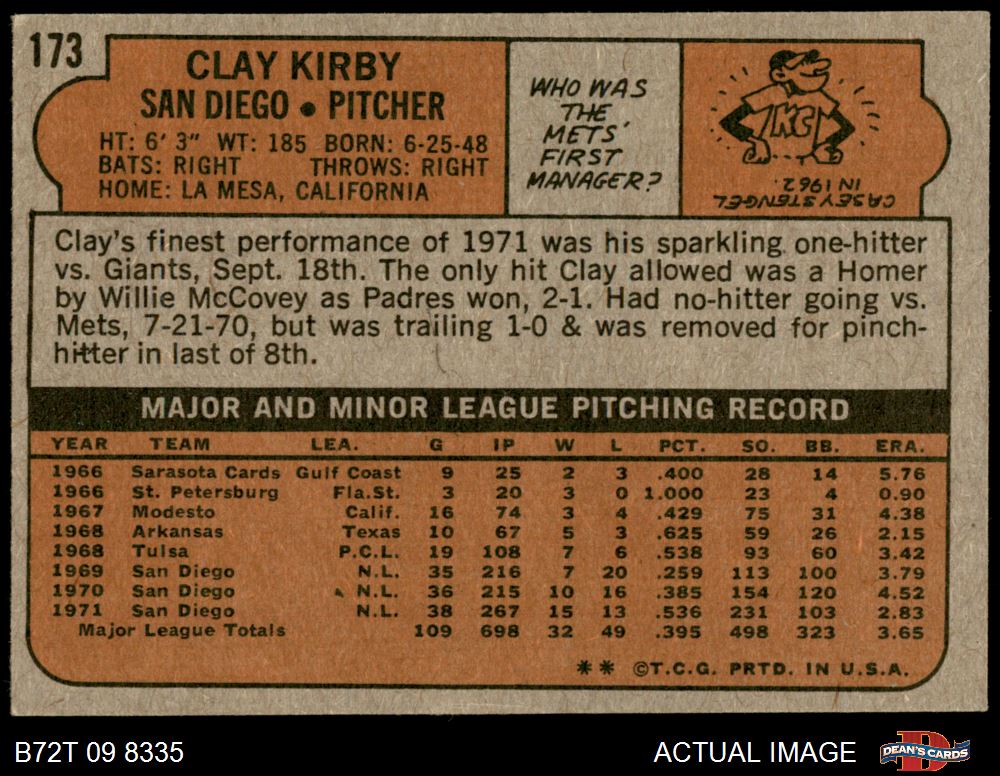 173
CLAY KIRBY
SAN DIEGO • PITCHER
HT: 6' 3" WT: 185 BORN: 6-25-48
BATS: RIGHT THROWS: RIGHT
HOME: LA MESA, CALIFORNIA
WHO WAS
THE
METS'
FIRST
MANAGER?
KC
CASEY STENGEL
IN 1962.
Clay's finest performance of 1971 was his sparkling one-hitter
vs. Giants, Sept. 18th. The only hit Clay allowed was a Homer
by Willie McCovey as Padres won, 2-1. Had no-hitter going vs.
Mets, 7-21-70, but was trailing 1-0 & was removed for pinch-
hitter in last of 8th.
MAJOR AND MINOR LEAGUE PITCHING RECORD
YEAR TEAM LEA. G IP W L PCT. SO. BB. ERA.
1966 Sarasota Cards Gulf Coast 9 25 2 3 .400 28 14 5.76
1966 St. Petersburg Fla.St. 3 20 3 0 1.000 23 4 0.90
1967 Modesto Calif. 16 74 3 4 .429 75 31 4.38
1968 Arkansas Texas 10 67 5 3 .625 59 26 2.15
1968 Tulsa P.C.L. 19 108 7 6 .538 93 60 3.42
1969 San Diego N.L. 35 216 7 20 .259 113 100 3.79
1970 San Diego N.L. 36 215 10 16 .385 154 120 4.52
1971 San Diego N.L. 38 267 15 13 .536 231 103 2.83
Major League Totals 109 698 32 49 .395 498 323 3.65
** ©T.C.G. PRTD. IN U.S.A.
B72T 09 8335
ACTUAL IMAGE
D
DEAN'S CARDS